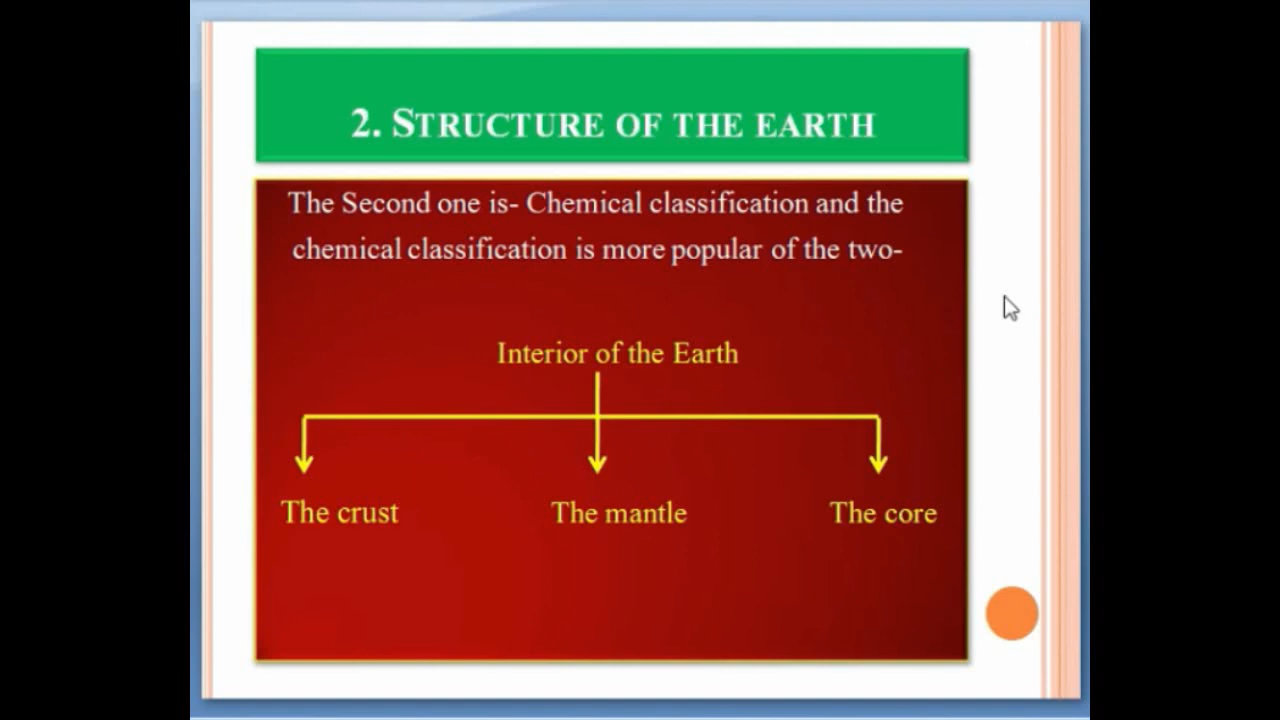 2. STRUCTURE OF THE EARTH
The Second one is- Chemical classification and the
chemical classification is more popular of the two-
Interior of the Earth
The crust
The mantle
The core